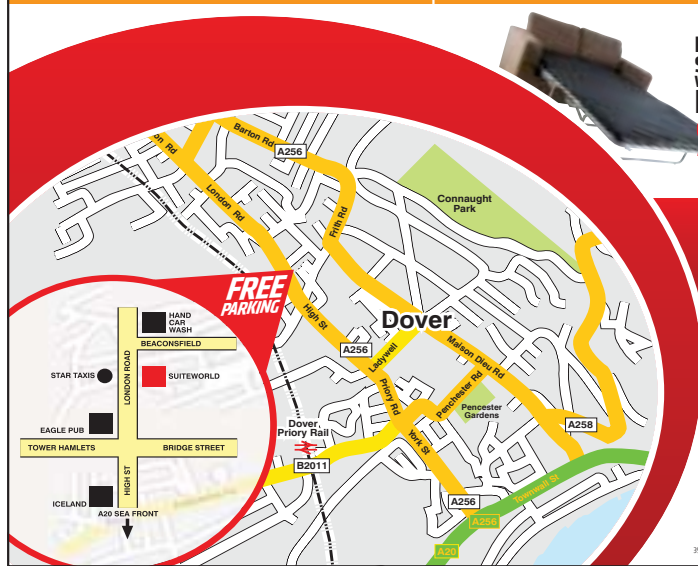 Barton Rd
A256
London Rd
Frith Rd
Connaught
Park
FREE
PARKING
High St
Dover
A256
Ladywell
Maison Dieu Rd
Priory Rd
Penchester Rd
Pencester
Gardens
Dover
Priory Rail
York St
A258
B2011
A256
Townwall St
A256
A20
HAND
CAR
WASH
BEACONSFIELD
LONDON ROAD
STAR TAXIS
SUITEWORLD
EAGLE PUB
TOWER HAMLETS
BRIDGE STREET
HIGH ST
ICELAND
A20 SEA FRONT